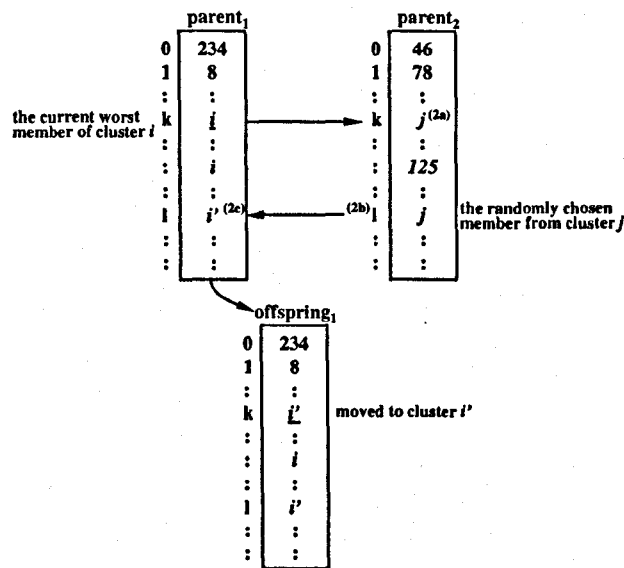 parent₁ parent₂
0 234 0 46
1 8 1 78
: : : :
the current worst
member of cluster i
k i k j (2a)
: : : :
: i : 125
: : : :
l i' (2c) (2b) l j
the randomly chosen
member from cluster j
: : : :
: : : :
offspring₁
0 234
1 8
: :
k i' moved to cluster i'
: :
: i
: :
l i'
: :
: :